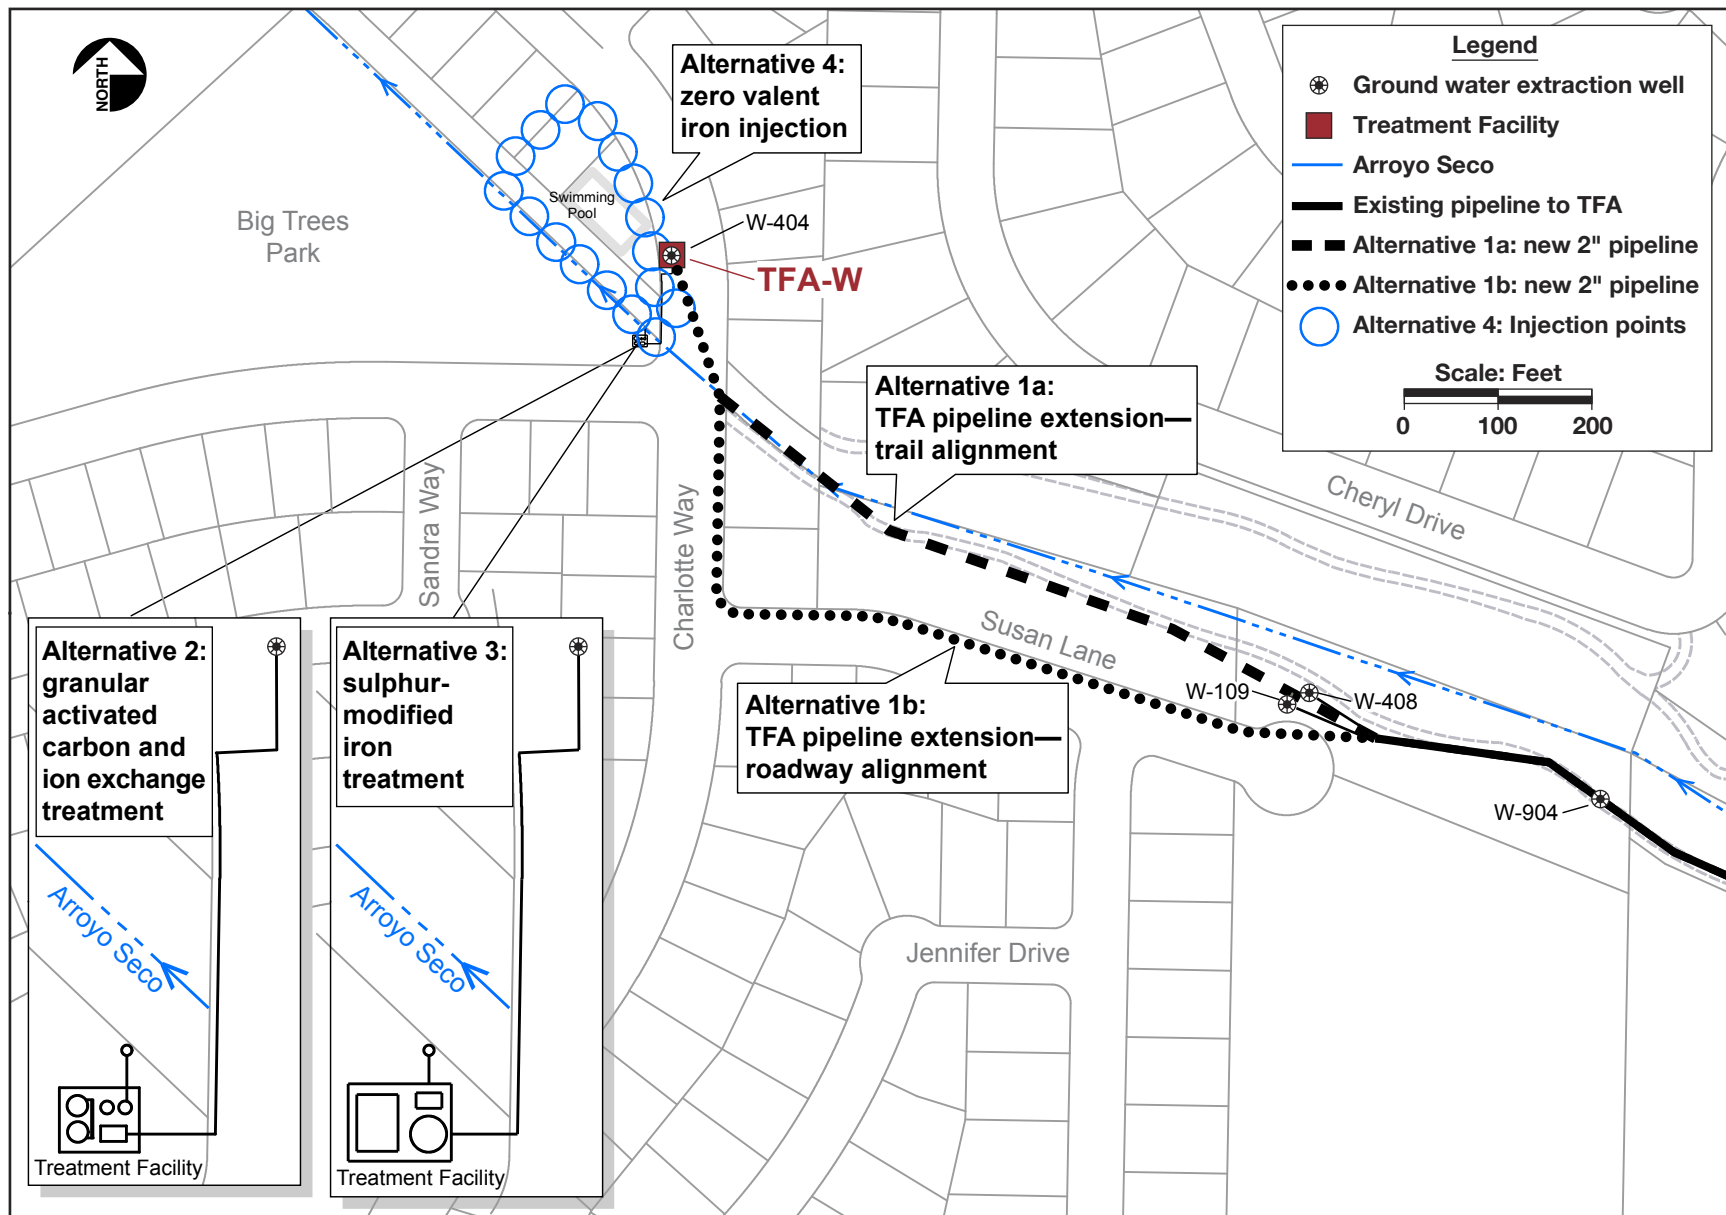 NORTH
Alternative 4:
zero valent
iron injection
Legend
Ground water extraction well
Treatment Facility
Arroyo Seco
Existing pipeline to TFA
Alternative 1a: new 2" pipeline
Alternative 1b: new 2" pipeline
Alternative 4: Injection points
Scale: Feet
0 100 200
Big Trees
Park
Swimming
Pool
W-404
TFA-W
Alternative 1a:
TFA pipeline extension—
trail alignment
Cheryl Drive
Sandra Way
Charlotte Way
Susan Lane
W-109
W-408
W-904
Alternative 1b:
TFA pipeline extension—
roadway alignment
Jennifer Drive
Alternative 2:
granular
activated
carbon and
ion exchange
treatment
Arroyo Seco
Treatment Facility
Alternative 3:
sulphur-
modified
iron
treatment
Arroyo Seco
Treatment Facility